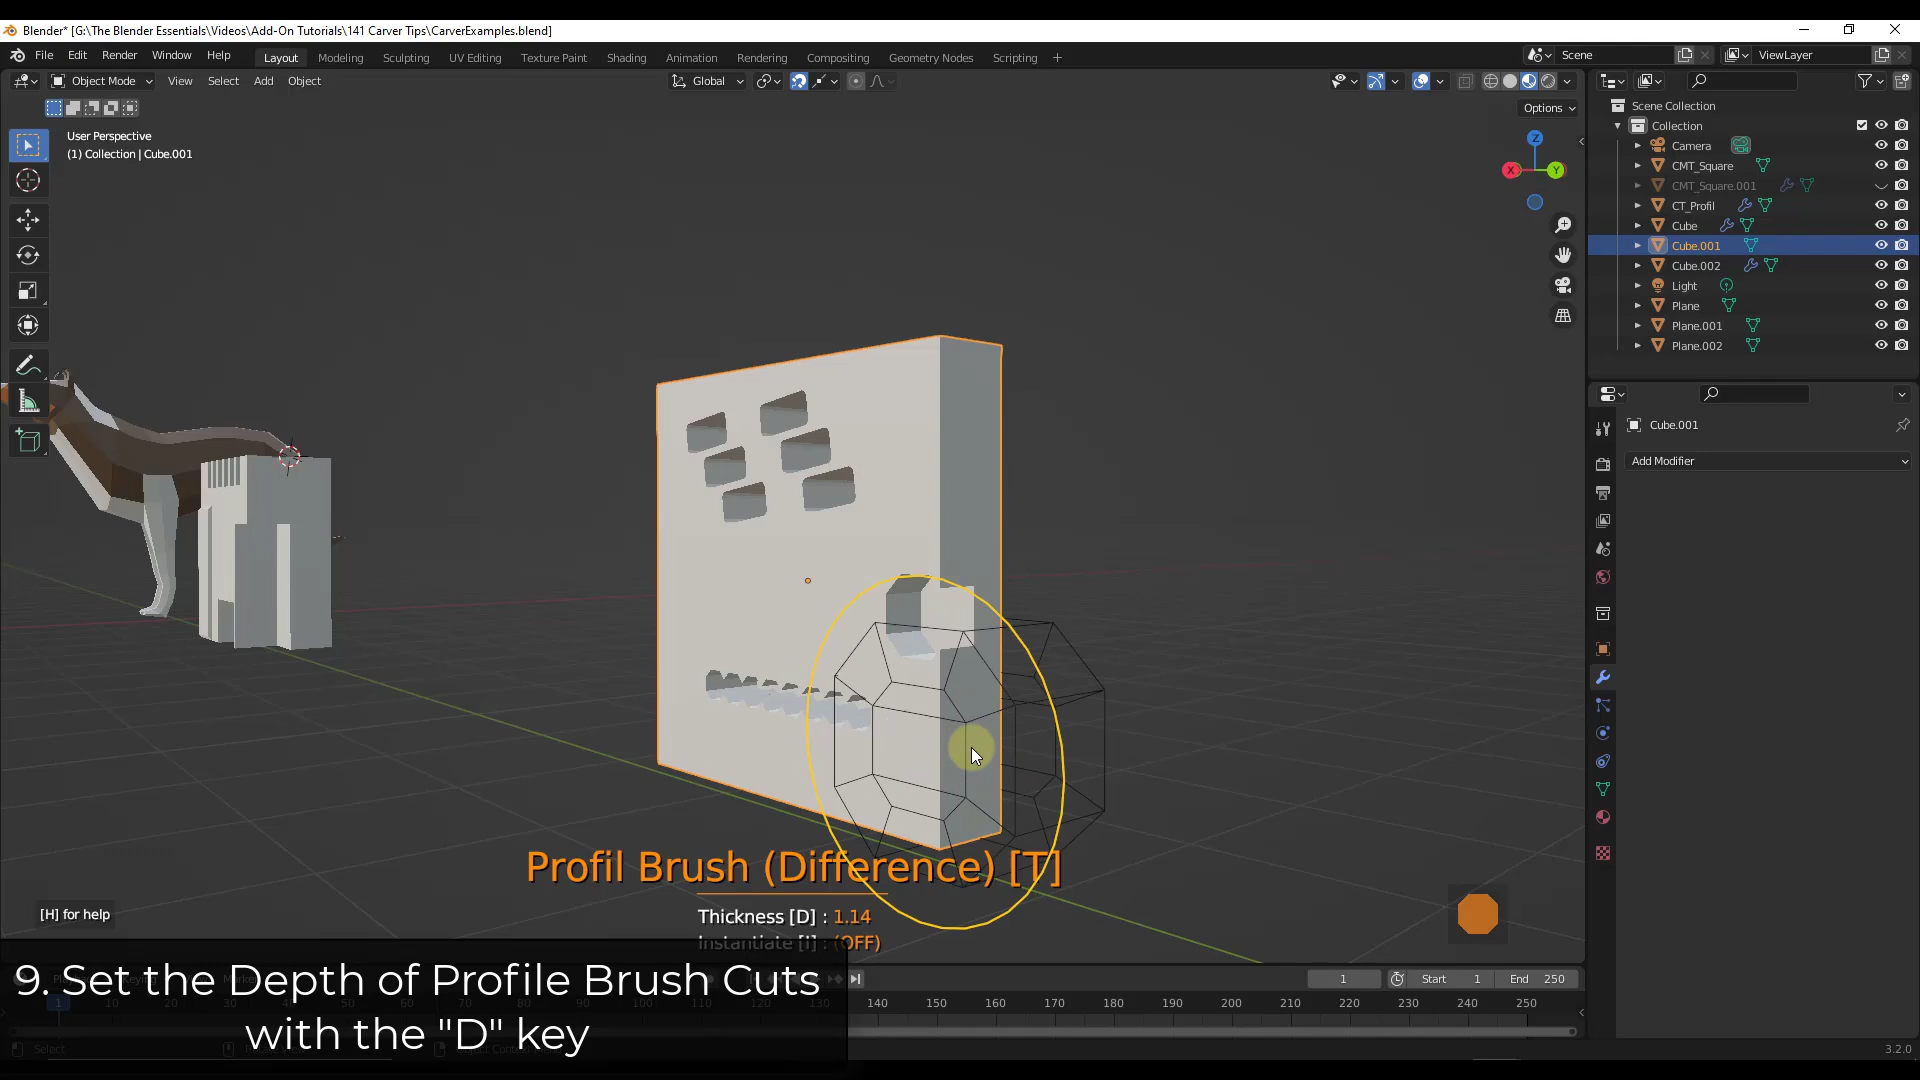 Blender* [G:\The Blender Essentials\Videos\Add-On Tutorials\141 Carver Tips\CarverExamples.blend]
File Edit Render Window Help Layout Modeling Sculpting UV Editing Texture Paint Shading Animation Rendering Compositing Geometry Nodes Scripting + Scene ViewLayer
Object Mode View Select Add Object Global
Options
User Perspective
(1) Collection | Cube.001
Z
X Y
Scene Collection
Collection
Camera
CMT_Square
CMT_Square.001
CT_Profil
Cube
Cube.001
Cube.002
Light
Plane
Plane.001
Plane.002
Cube.001
Add Modifier
Profil Brush (Difference) [T]
Thickness [D] : 1.14
Instantiate [I] : (OFF)
[H] for help
9. Set the Depth of Profile Brush Cuts
with the "D" key
1 Start 1 End 250
140 150 160 170 180 190 200 210 220 230 240 250
Select
3.2.0